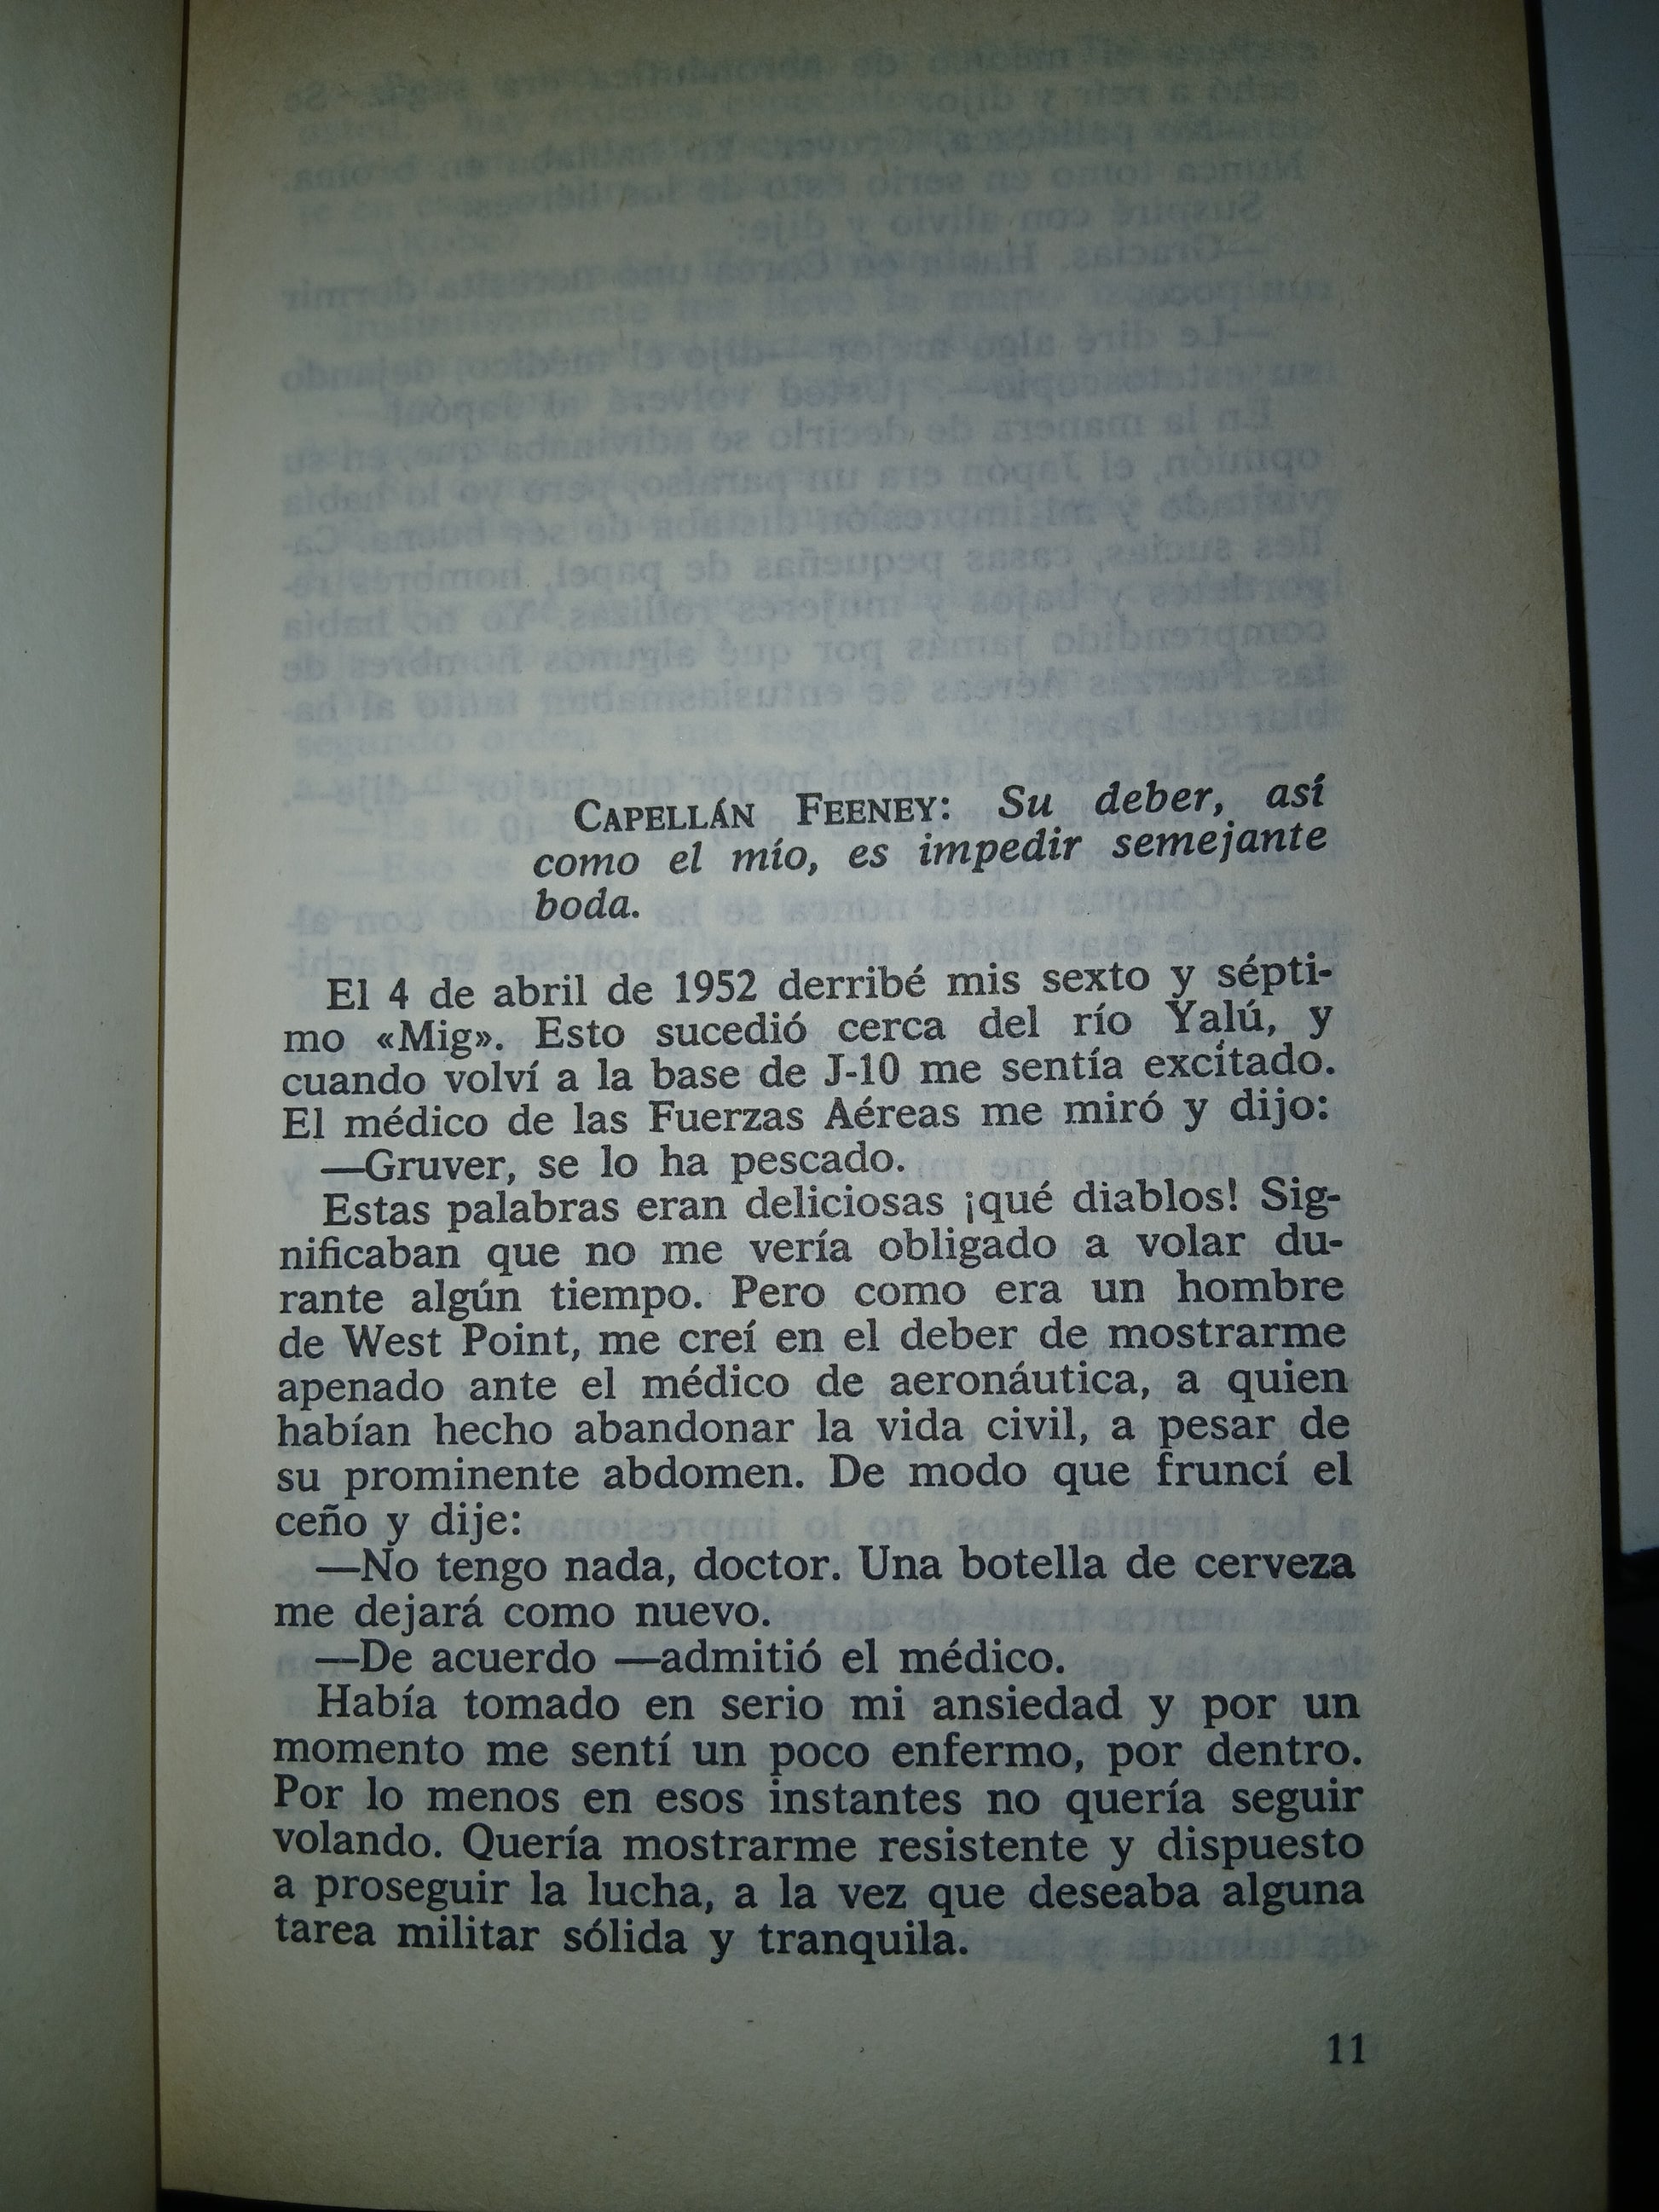 CAPELLÁN FEENEY: Su deber, así
como el mío, es impedir semejante
boda.
El 4 de abril de 1952 derribé mis sexto y sépti-
mo «Mig». Esto sucedió cerca del río Yalú, y
cuando volví a la base de J-10 me sentía excitado.
El médico de las Fuerzas Aéreas me miró y dijo:
—Gruver, se lo ha pescado.
Estas palabras eran deliciosas ¡qué diablos! Sig-
nificaban que no me vería obligado a volar du-
rante algún tiempo. Pero como era un hombre
de West Point, me creí en el deber de mostrarme
apenado ante el médico de aeronáutica, a quien
habían hecho abandonar la vida civil, a pesar de
su prominente abdomen. De modo que fruncí el
ceño y dije:
—No tengo nada, doctor. Una botella de cerveza
me dejará como nuevo.
—De acuerdo —admitió el médico.
Había tomado en serio mi ansiedad y por un
momento me sentí un poco enfermo, por dentro.
Por lo menos en esos instantes no quería seguir
volando. Quería mostrarme resistente y dispuesto
a proseguir la lucha, a la vez que deseaba alguna
tarea militar sólida y tranquila.
11